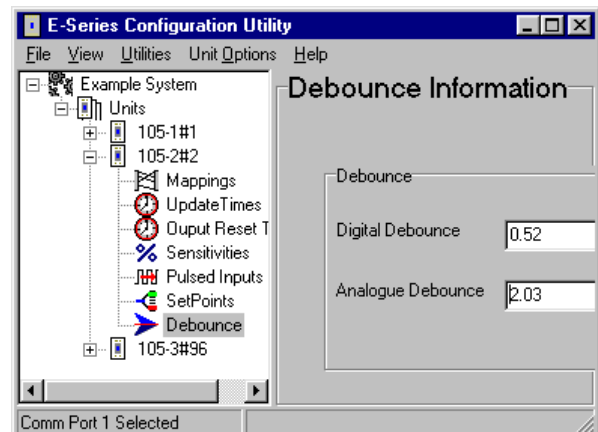 E-Series Configuration Utility
File View Utilities Unit Options Help
Example System
Units
105-1#1
105-2#2
Mappings
UpdateTimes
Ouput Reset T
Sensitivities
Pulsed Inputs
SetPoints
Debounce
105-3#96
Debounce Information
Debounce
Digital Debounce 0.52
Analogue Debounce 2.03
Comm Port 1 Selected